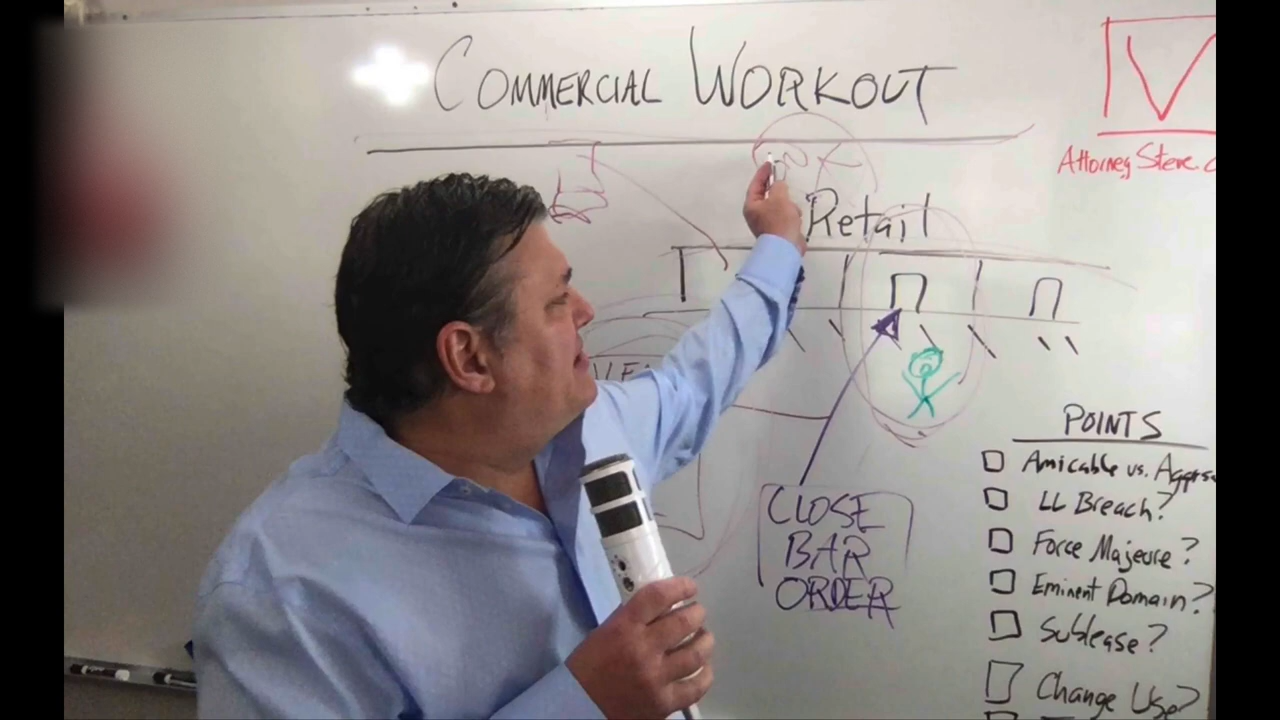 COMMERCIAL WORKOUT
V
Attorney Steve.c
Retail
CLOSE
BAR
ORDER
POINTS
Amicable vs. Aggrs
LL Breach?
Force Majeure?
Eminent Domain?
Sublease?
Change Use?